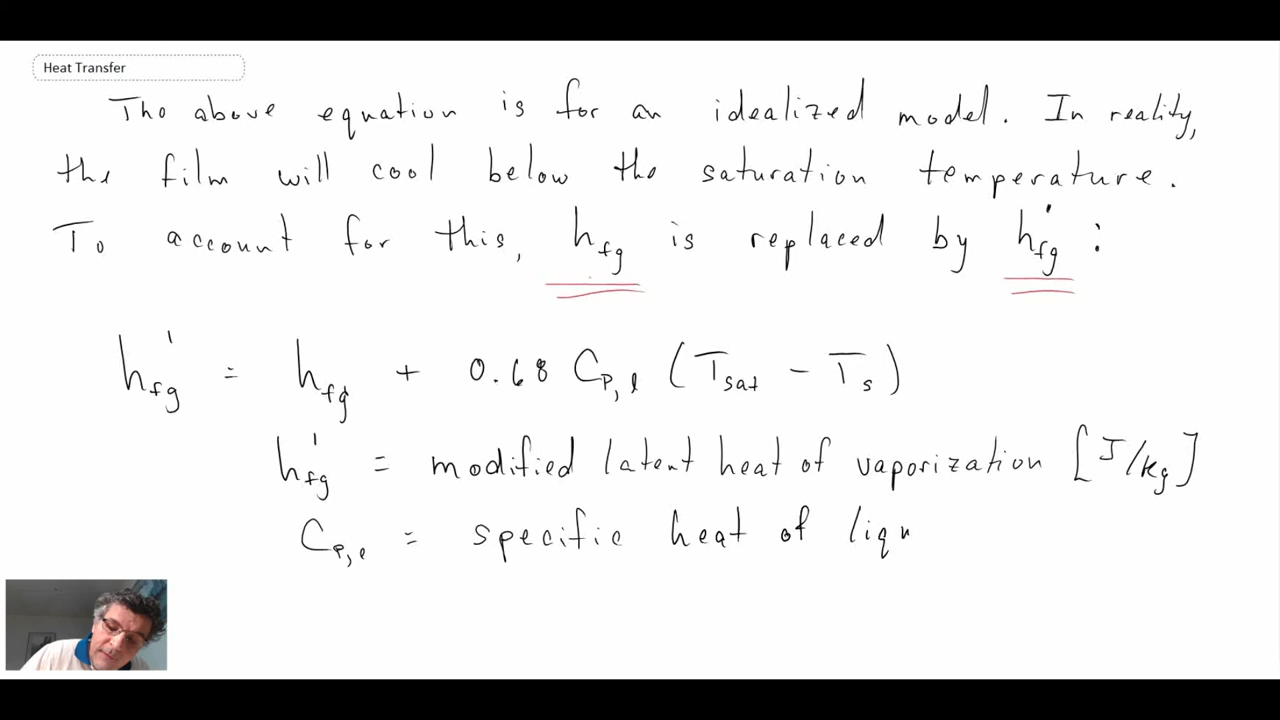 Heat Transfer
The above equation is for an idealized model. In reality,
the film will cool below the saturation temperature.
To account for this, hfg is replaced by h'fg :
h'fg = hfg + 0.68 Cp,l (Tsat - Ts)
h'fg = modified latent heat of vaporization [J/kg]
Cp,l = specific heat of liqu